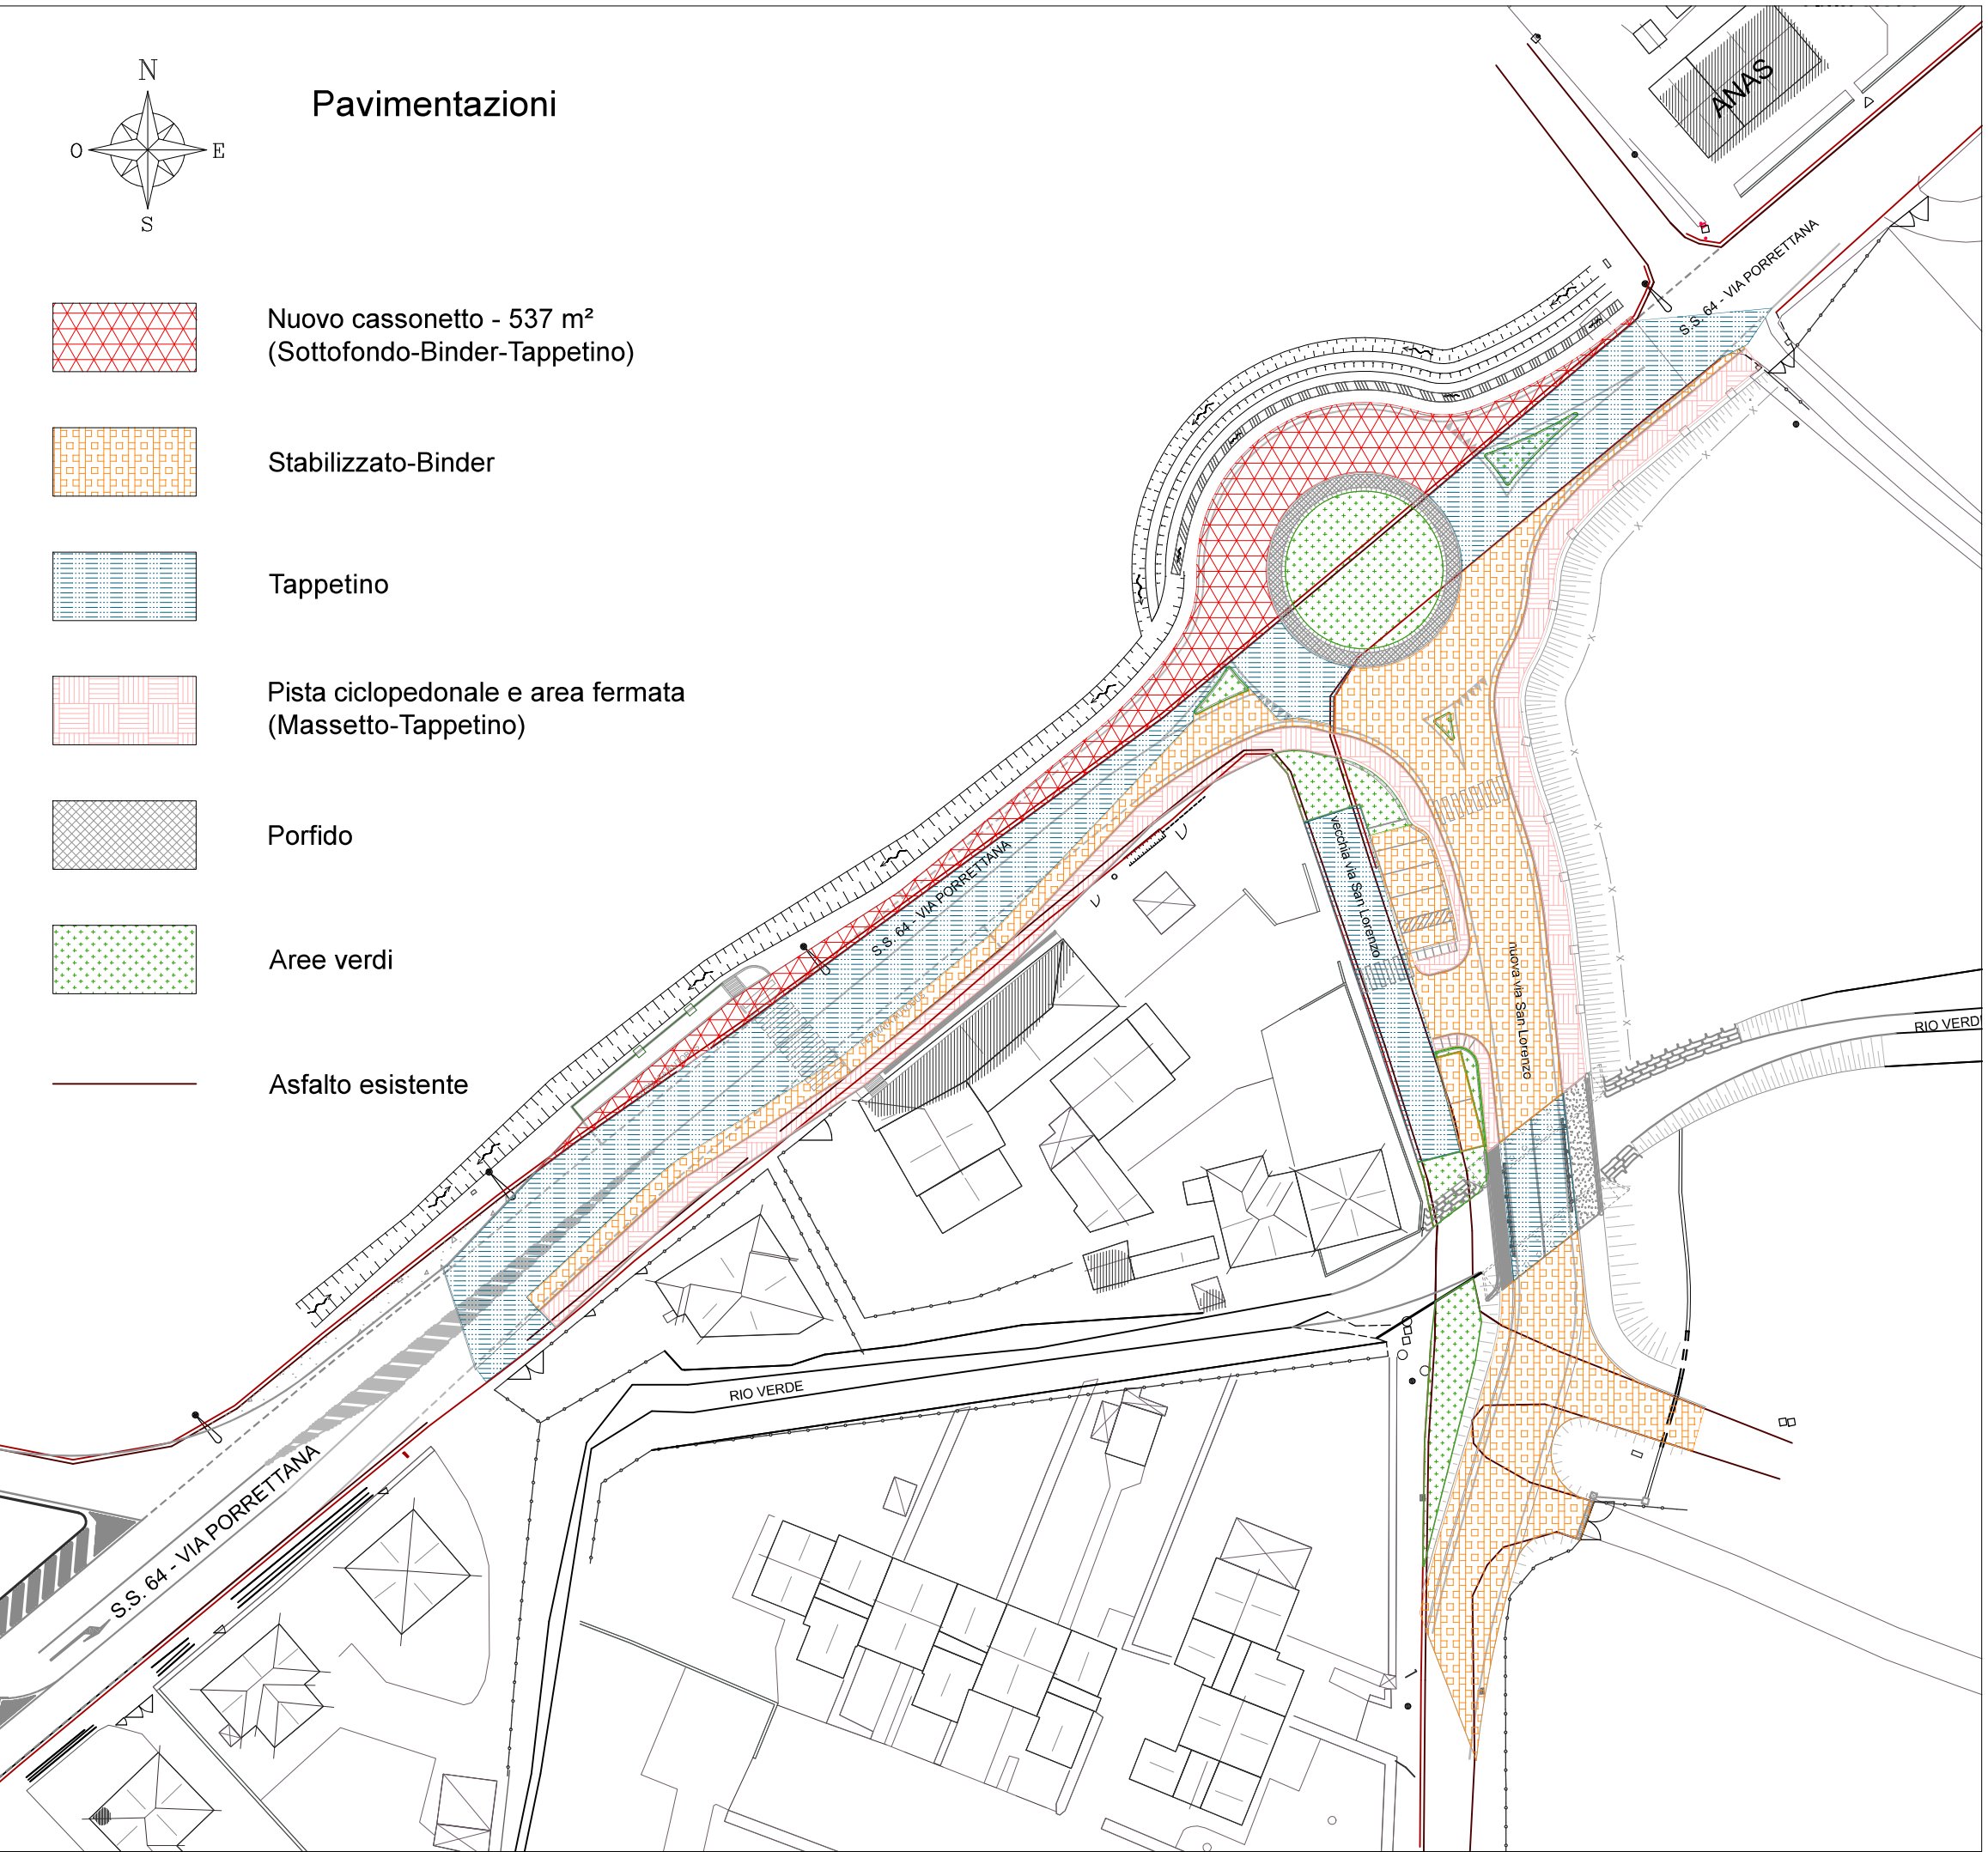 N
O
E
S
Pavimentazioni
Nuovo cassonetto - 537 m²
(Sottofondo-Binder-Tappetino)
Stabilizzato-Binder
Tappetino
Pista ciclopedonale e area fermata
(Massetto-Tappetino)
Porfido
Aree verdi
Asfalto esistente
ANAS
S.S. 64 - VIA PORRETTANA
S.S. 64 - VIA PORRETTANA
vecchia via San Lorenzo
nuova via San Lorenzo
RIO VERD
RIO VERDE
S.S. 64 - VIA PORRETTANA